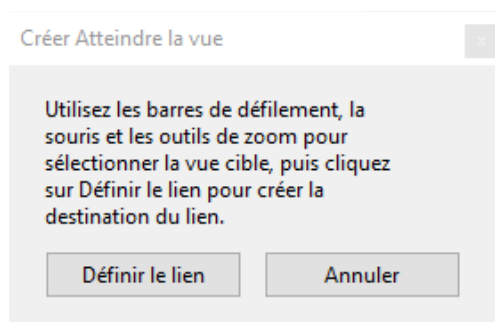 Créer Atteindre la vue
x
Utilisez les barres de défilement, la
souris et les outils de zoom pour
sélectionner la vue cible, puis cliquez
sur Définir le lien pour créer la
destination du lien.
Définir le lien
Annuler